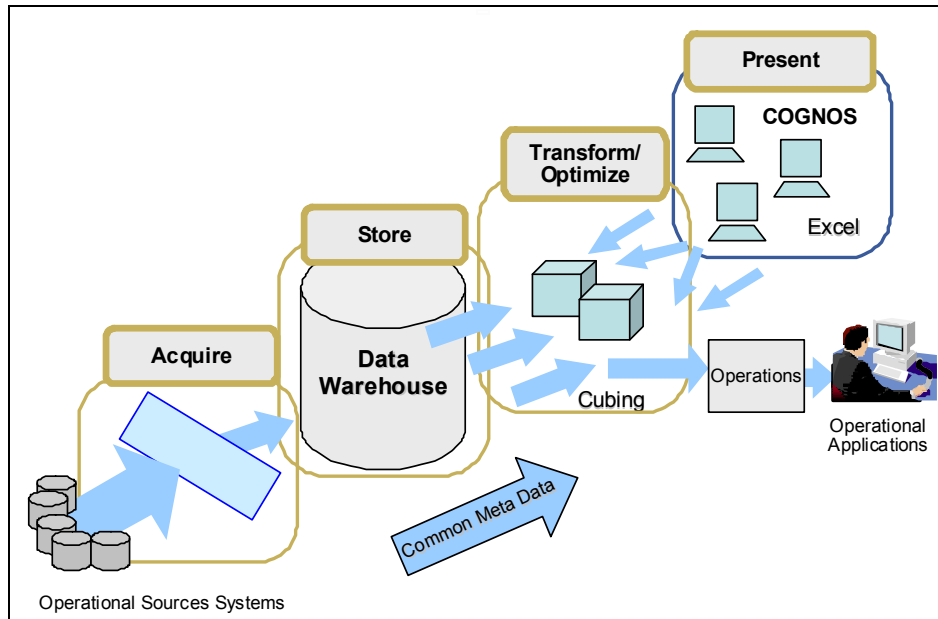 Present
COGNOS
Excel
Transform/
Optimize
Store
Acquire
Data
Warehouse
Cubing
Operations
Operational
Applications
Common Meta Data
Operational Sources Systems